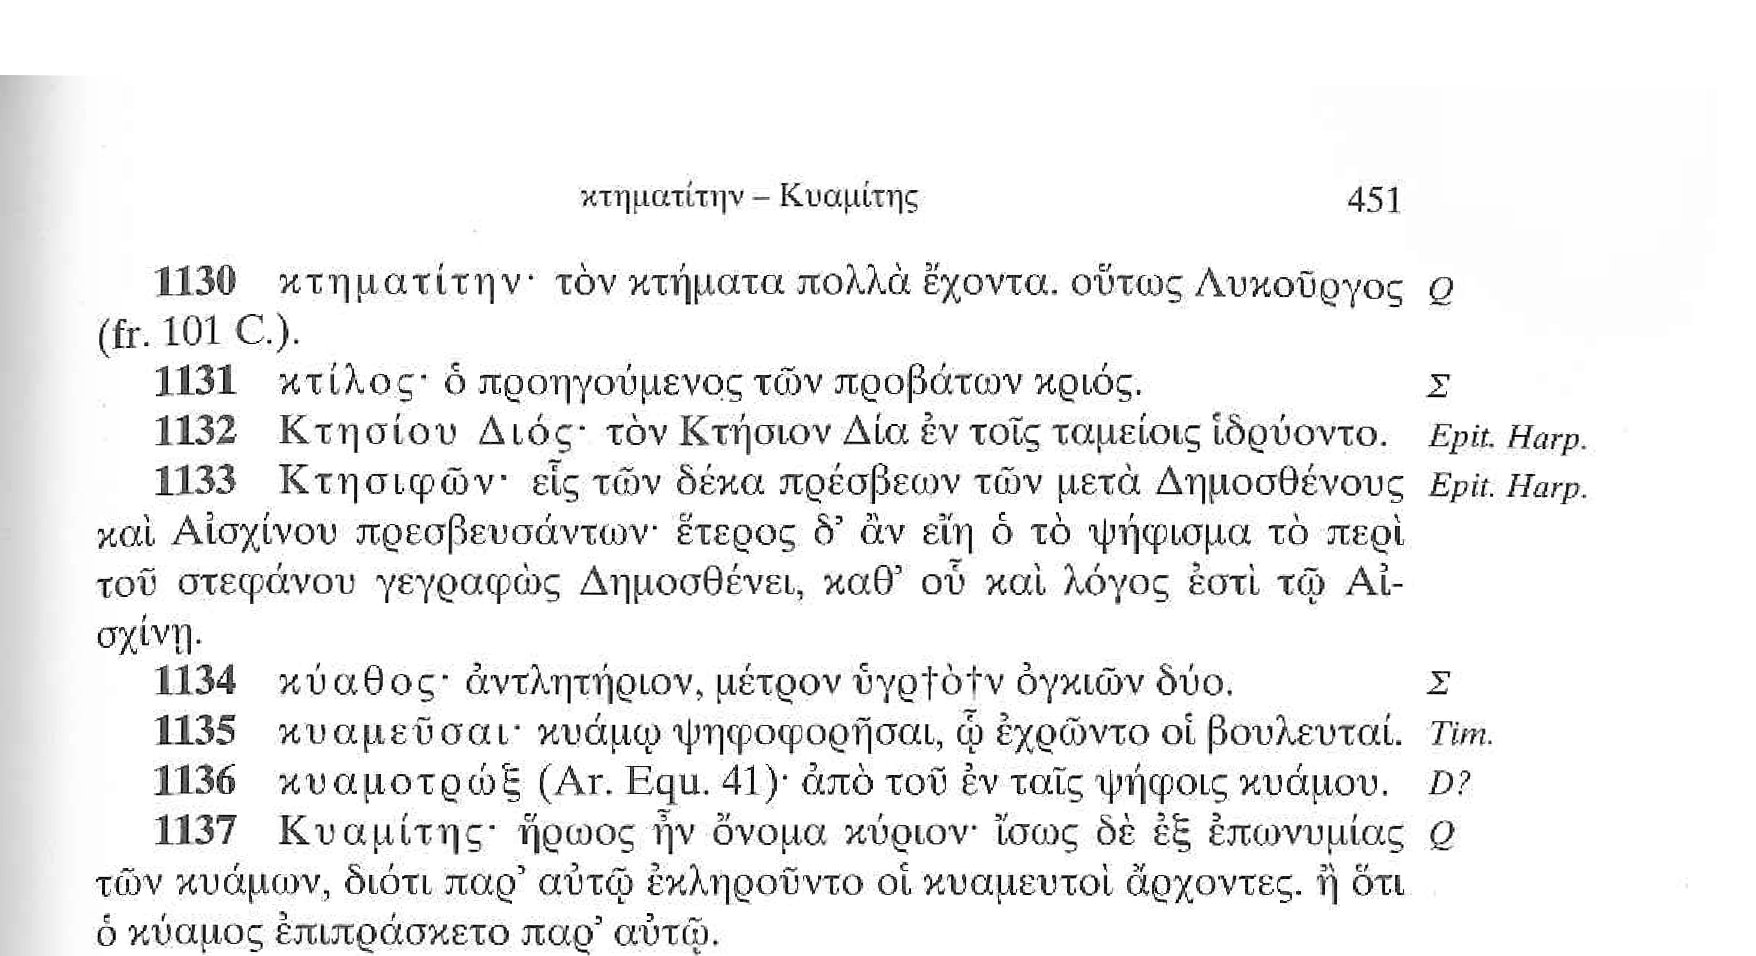 κτηματίτην – Κυαμίτης 451
1130 κτηματίτην· τὸν κτήματα πολλὰ ἔχοντα. οὕτως Λυκοῦργος Q
(fr. 101 C.).
1131 κτίλος· ὁ προηγούμενος τῶν προβάτων κριός. Σ
1132 Κτησίου Διός· τὸν Κτήσιον Δία ἐν τοῖς ταμείοις ἱδρύοντο. Epit. Harp.
1133 Κτησιφῶν· εἷς τῶν δέκα πρέσβεων τῶν μετὰ Δημοσθένους Epit. Harp.
καὶ Αἰσχίνου πρεσβευσάντων· ἕτερος δ’ ἂν εἴη ὁ τὸ ψήφισμα τὸ περὶ
τοῦ στεφάνου γεγραφὼς Δημοσθένει, καθ’ οὗ καὶ λόγος ἐστὶ τῷ Αἰ-
σχίνῃ.
1134 κύαθος· ἀντλητήριον, μέτρον ὑγρ†ὸ†ν ὀγκιῶν δύο. Σ
1135 κυαμεῦσαι· κυάμῳ ψηφοφορῆσαι, ᾧ ἐχρῶντο οἱ βουλευταί. Tim.
1136 κυαμοτρώξ (Ar. Equ. 41)· ἀπὸ τοῦ ἐν ταῖς ψήφοις κυάμου. D?
1137 Κυαμίτης· ἥρωος ἦν ὄνομα κύριον· ἴσως δὲ ἐξ ἐπωνυμίας Q
τῶν κυάμων, διότι παρ’ αὐτῷ ἐκληροῦντο οἱ κυαμευτοὶ ἄρχοντες. ἢ ὅτι
ὁ κύαμος ἐπιπράσκετο παρ’ αὐτῷ.